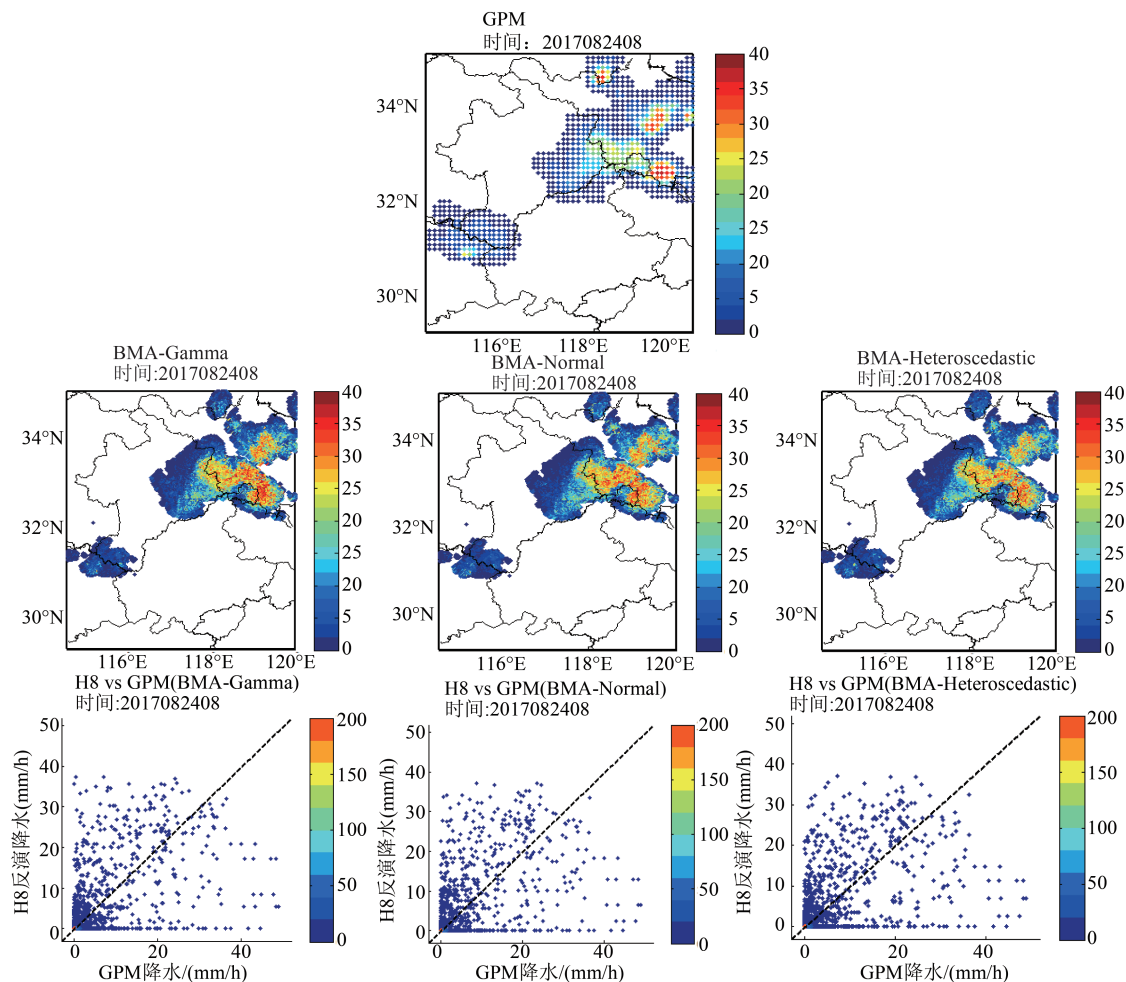 GPM
时间：2017082408
34°N
32°N
30°N
116°E
118°E
120°E
40
35
30
25
20
15
10
5
0
BMA-Gamma
时间:2017082408
34°N
32°N
30°N
116°E
118°E
120°E
40
35
30
25
20
15
10
5
0
BMA-Normal
时间:2017082408
34°N
32°N
30°N
116°E
118°E
120°E
40
35
30
25
20
15
10
5
0
BMA-Heteroscedastic
时间:2017082408
34°N
32°N
30°N
116°E
118°E
120°E
40
35
30
25
20
15
10
5
0
H8 vs GPM(BMA-Gamma)
时间:2017082408
H8反演降水/(mm/h)
50
40
30
20
10
0
0
20
40
GPM降水/(mm/h)
200
150
100
50
0
H8 vs GPM(BMA-Normal)
时间:2017082408
H8反演降水/(mm/h)
50
40
30
20
10
0
0
20
40
GPM降水/(mm/h)
200
150
100
50
0
H8 vs GPM(BMA-Heteroscedastic)
时间:2017082408
H8反演降水/(mm/h)
50
40
30
20
10
0
0
20
40
GPM降水/(mm/h)
200
150
100
50
0